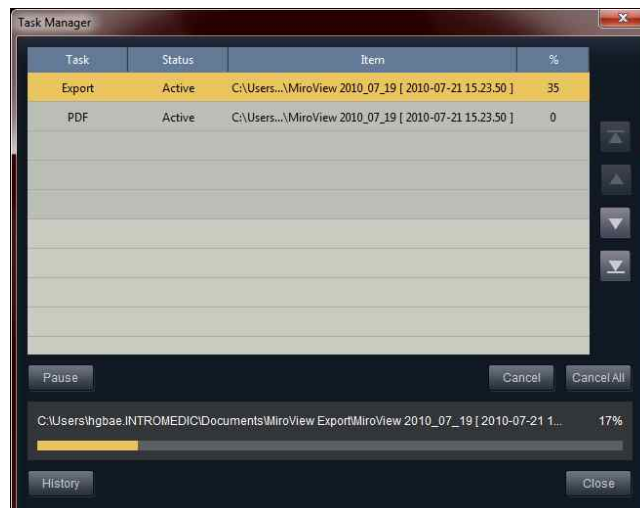 Task Manager
Task Status Item %
Export Active C:\Users...\MiroView 2010_07_19 [ 2010-07-21 15.23.50 ] 35
PDF Active C:\Users...\MiroView 2010_07_19 [ 2010-07-21 15.23.50 ] 0
Pause Cancel Cancel All
C:\Users\hgbae.INTROMEDIC\Documents\MiroView Export\MiroView 2010_07_19 [ 2010-07-21 1... 17%
History Close